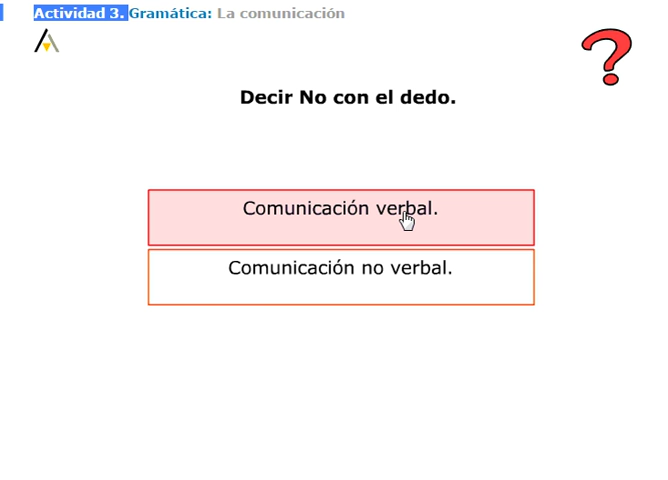 Actividad 3. Gramática: La comunicación
Decir No con el dedo.
Comunicación verbal.
Comunicación no verbal.